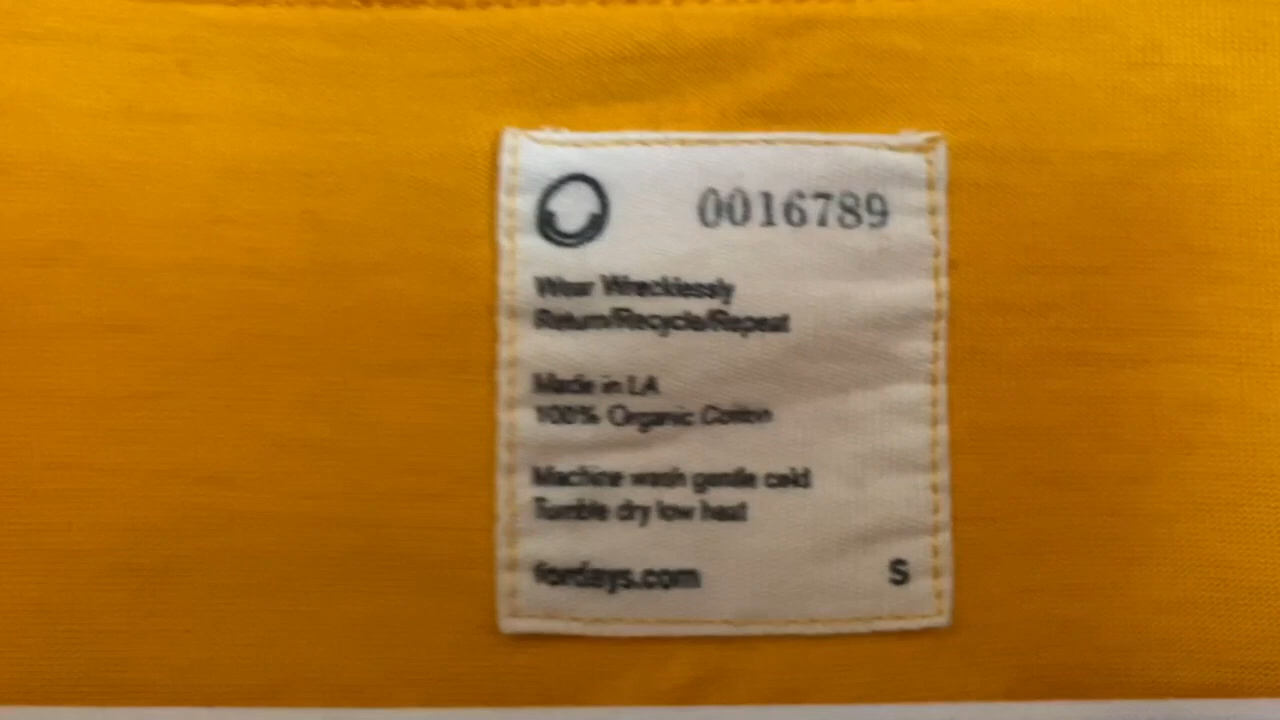 0016789
Wear Wrecklessly
Return/Recycle/Repeat
Made in LA
100% Organic Cotton
Machine wash gentle cold
Tumble dry low heat
fordays.com S